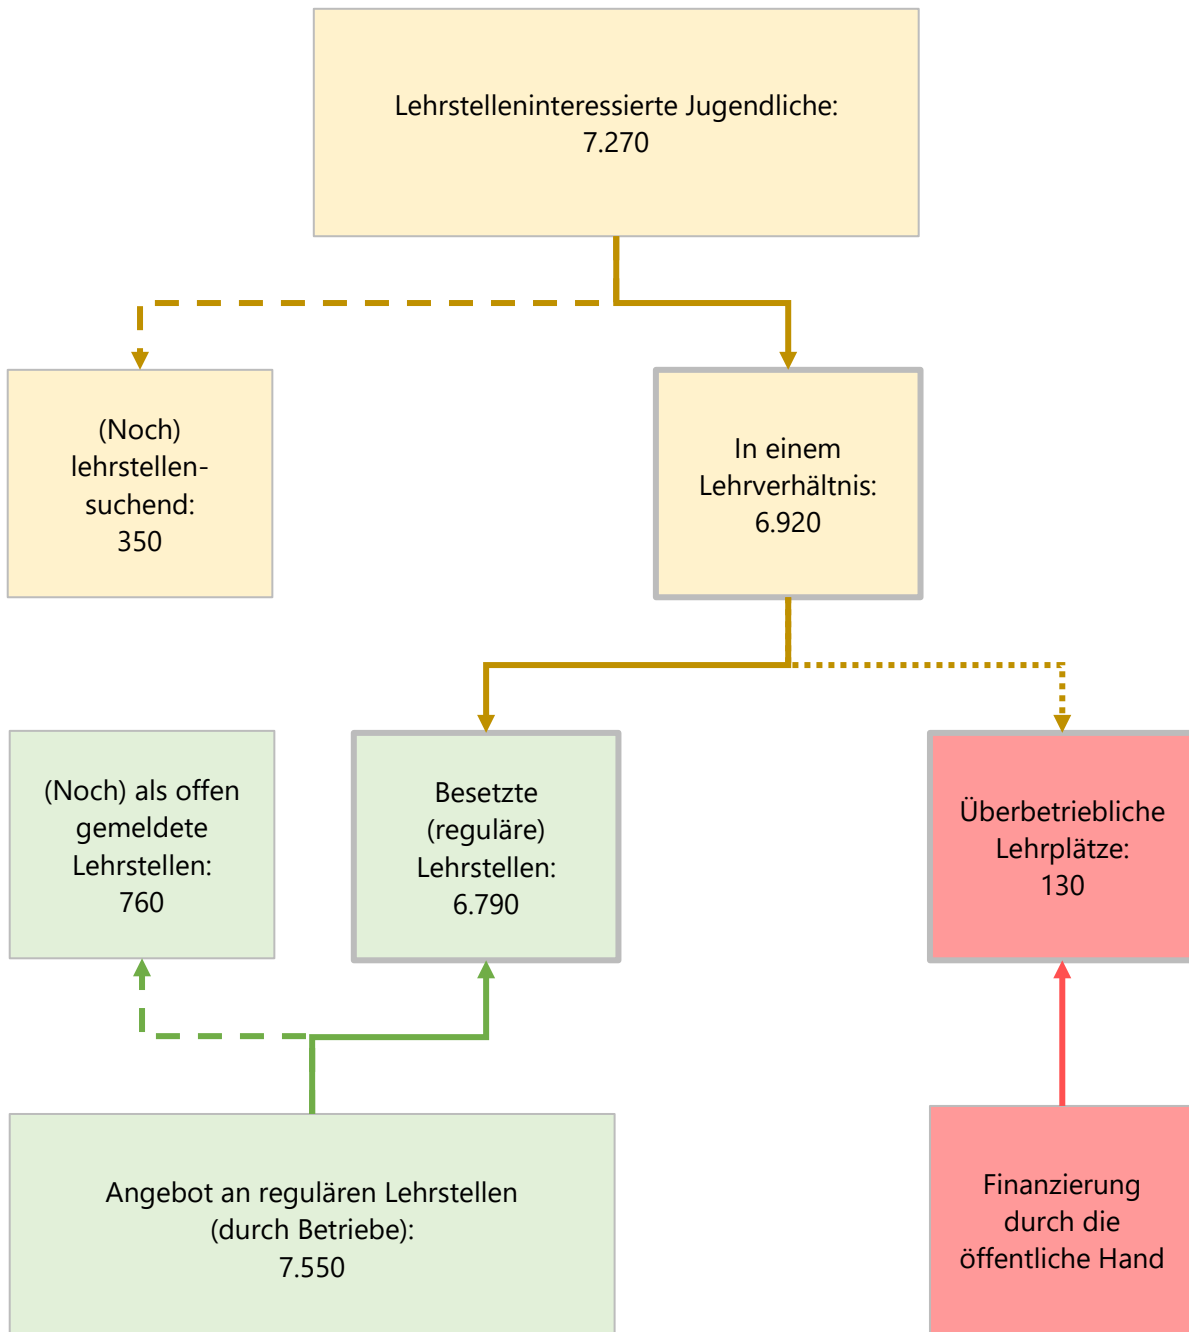 Lehrstelleninteressierte Jugendliche:
7.270
(Noch)
lehrstellen-
suchend:
350
In einem
Lehrverhältnis:
6.920
(Noch) als offen
gemeldete
Lehrstellen:
760
Besetzte
(reguläre)
Lehrstellen:
6.790
Überbetriebliche
Lehrplätze:
130
Angebot an regulären Lehrstellen
(durch Betriebe):
7.550
Finanzierung
durch die
öffentliche Hand